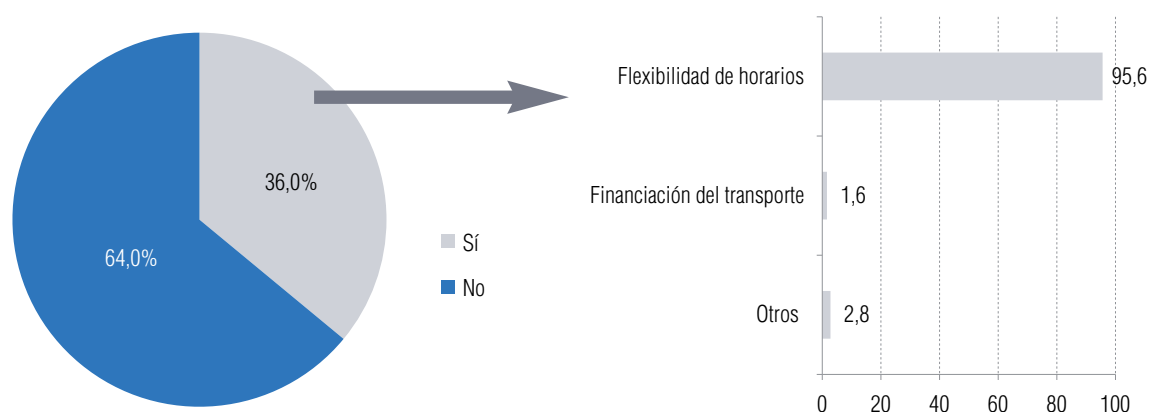 36,0%
64,0%
Sí
No
Flexibilidad de horarios
95,6
Financiación del transporte
1,6
Otros
2,8
0 20 40 60 80 100